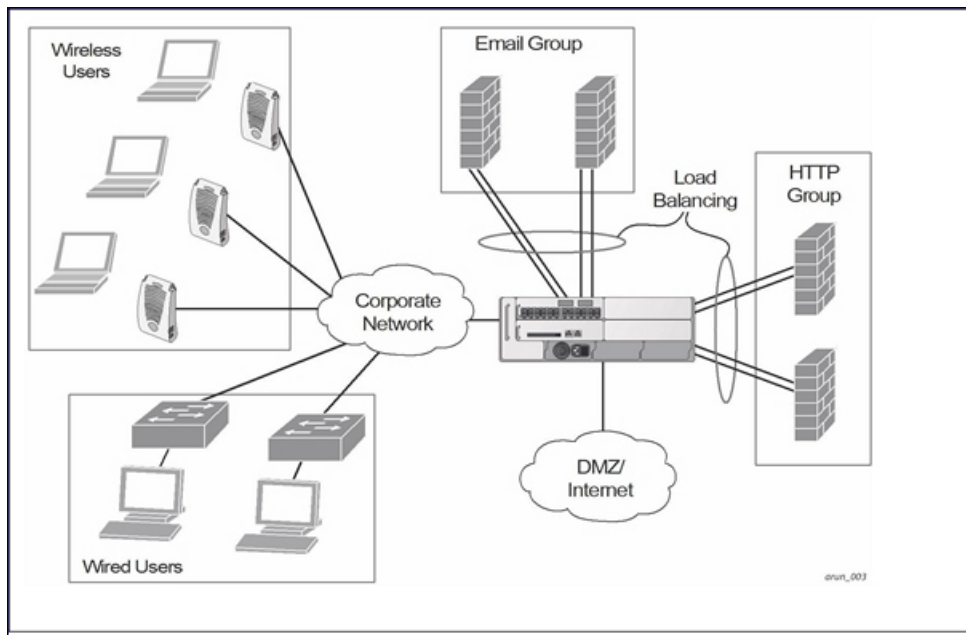 Wireless
Users
Email Group
Load
Balancing
HTTP
Group
Corporate
Network
DMZ/
Internet
Wired Users
arun_003